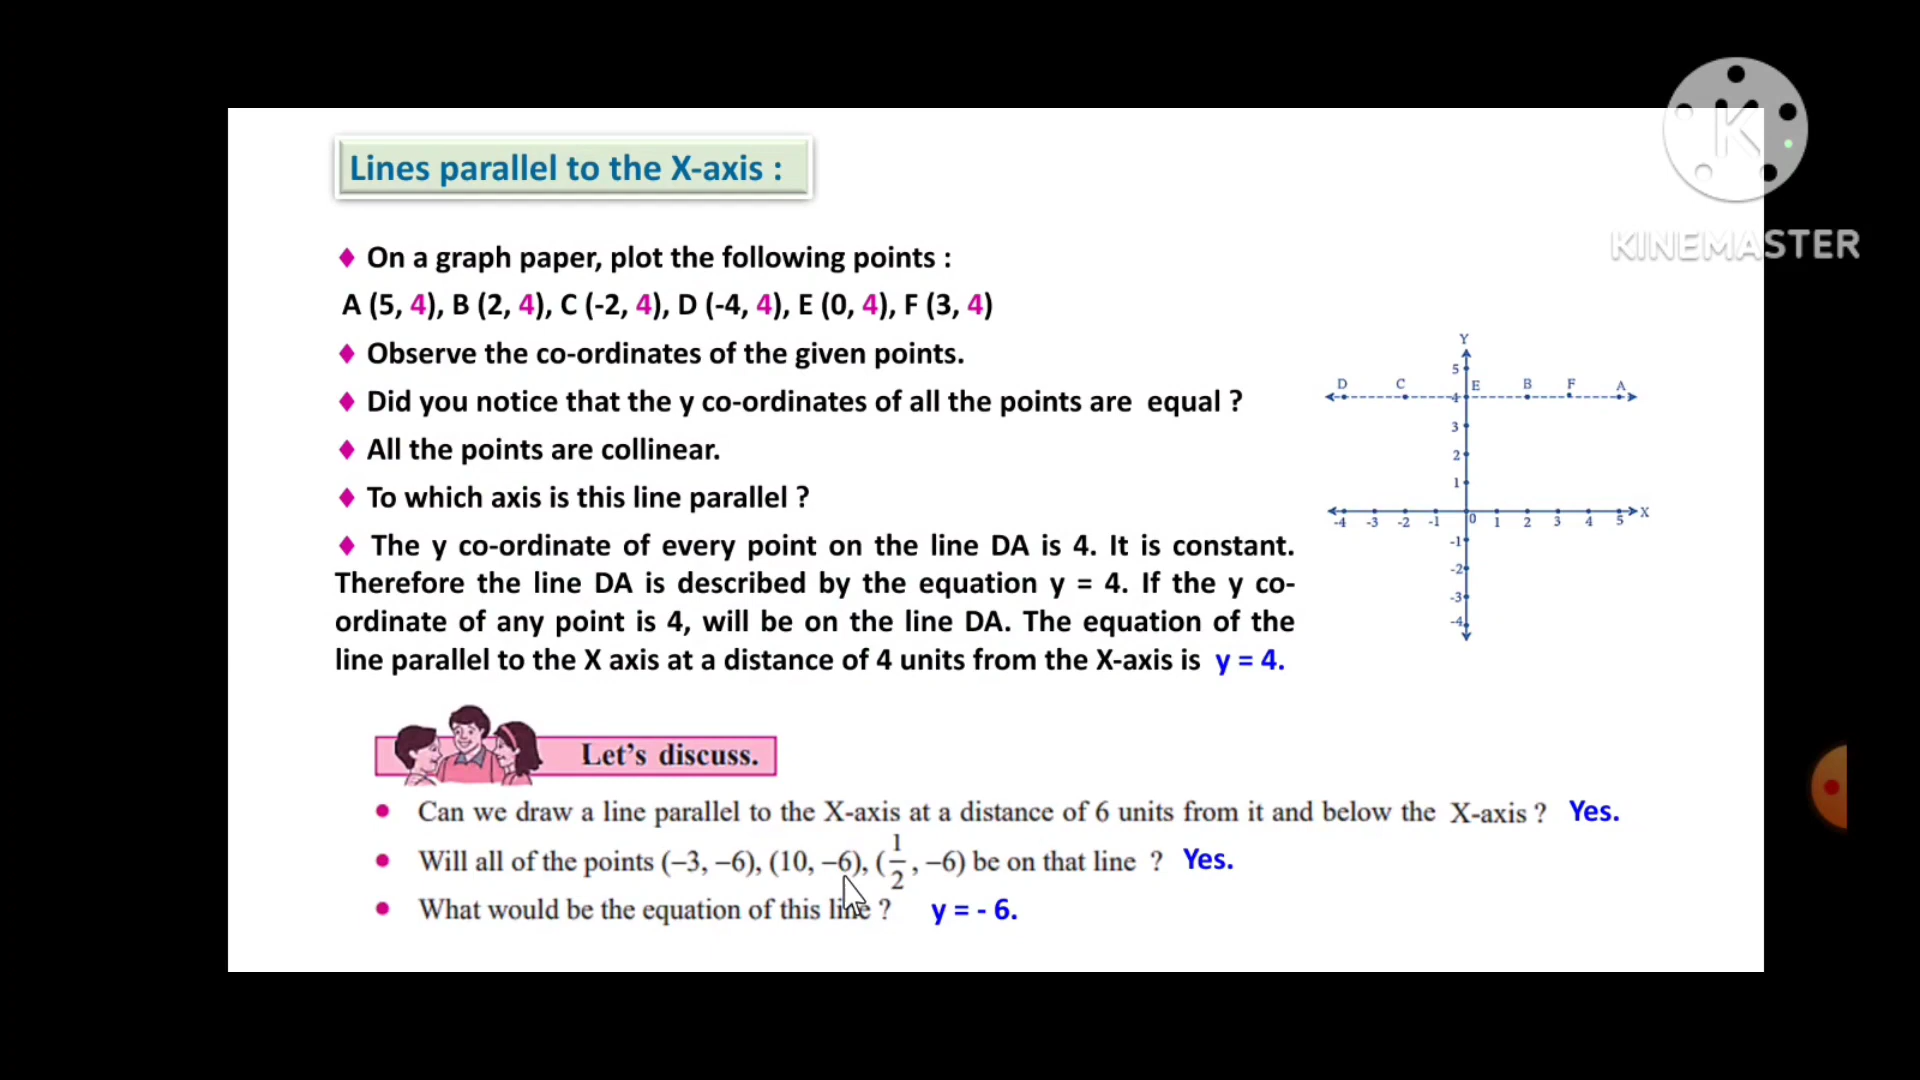 Lines parallel to the X-axis :
♦ On a graph paper, plot the following points :
A (5, 4), B (2, 4), C (-2, 4), D (-4, 4), E (0, 4), F (3, 4)
♦ Observe the co-ordinates of the given points.
♦ Did you notice that the y co-ordinates of all the points are equal ?
♦ All the points are collinear.
♦ To which axis is this line parallel ?
♦ The y co-ordinate of every point on the line DA is 4. It is constant.
Therefore the line DA is described by the equation y = 4. If the y co-
ordinate of any point is 4, will be on the line DA. The equation of the
line parallel to the X axis at a distance of 4 units from the X-axis is y = 4.
Let's discuss.
• Can we draw a line parallel to the X-axis at a distance of 6 units from it and below the X-axis ? Yes.
• Will all of the points (–3, –6), (10, –6), (1/2, –6) be on that line ? Yes.
• What would be the equation of this line ? y = - 6.
K
KINEMASTER
Y
5
D C E B F A
4
3
2
1
-4 -3 -2 -1 0 1 2 3 4 5 X
-1
-2
-3
-4